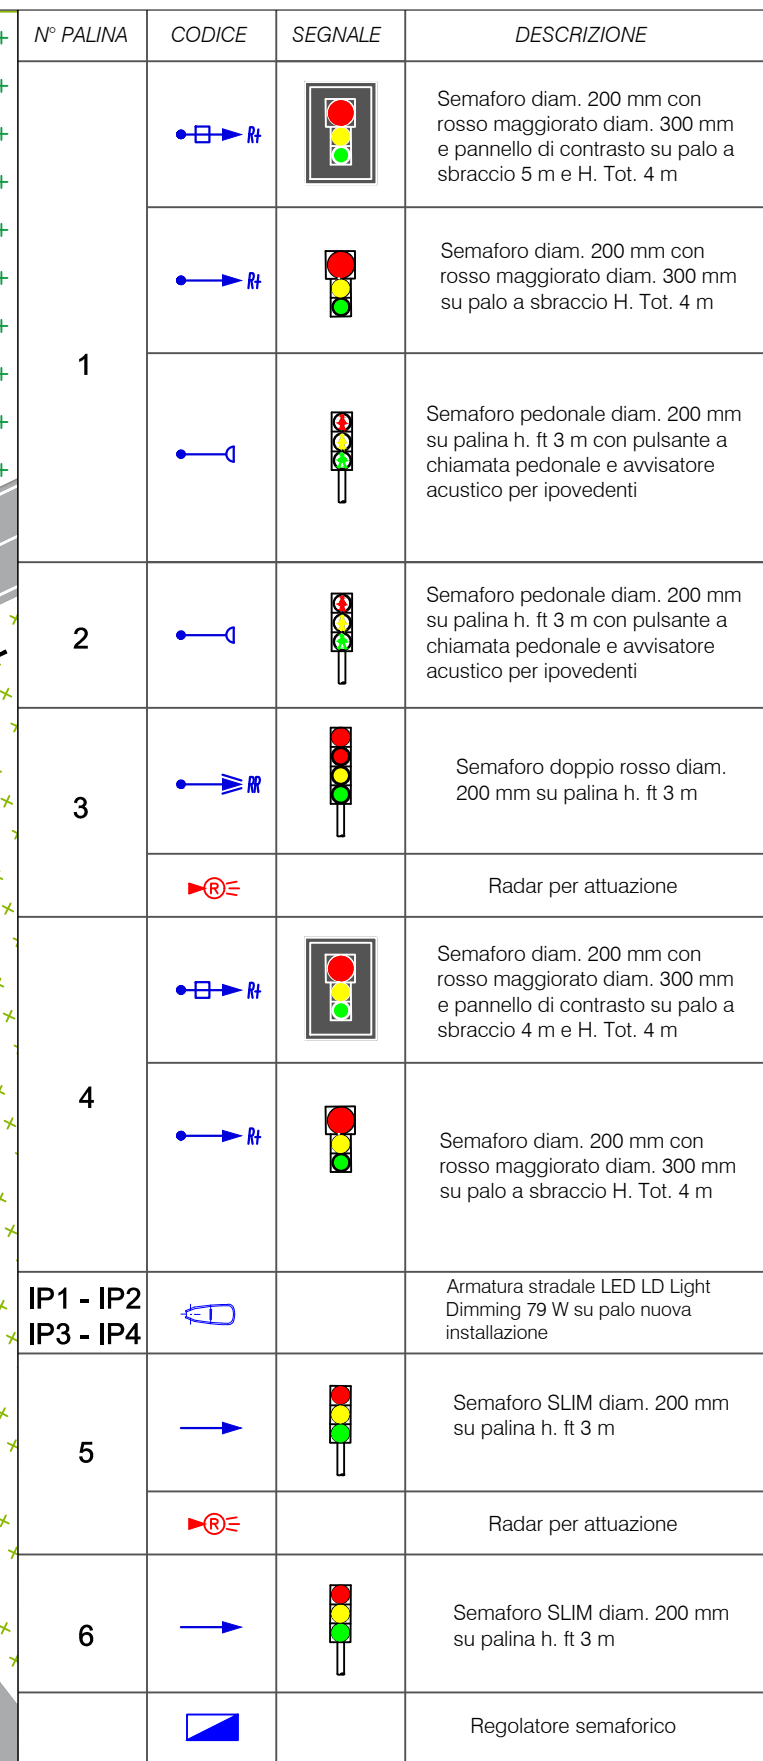 N° PALINA CODICE SEGNALE DESCRIZIONE
1
R+
Semaforo diam. 200 mm con
rosso maggiorato diam. 300 mm
e pannello di contrasto su palo a
sbraccio 5 m e H. Tot. 4 m
R+
Semaforo diam. 200 mm con
rosso maggiorato diam. 300 mm
su palo a sbraccio H. Tot. 4 m
Semaforo pedonale diam. 200 mm
su palina h. ft 3 m con pulsante a
chiamata pedonale e avvisatore
acustico per ipovedenti
2
Semaforo pedonale diam. 200 mm
su palina h. ft 3 m con pulsante a
chiamata pedonale e avvisatore
acustico per ipovedenti
3
RR
Semaforo doppio rosso diam.
200 mm su palina h. ft 3 m
R
Radar per attuazione
4
R+
Semaforo diam. 200 mm con
rosso maggiorato diam. 300 mm
e pannello di contrasto su palo a
sbraccio 4 m e H. Tot. 4 m
R+
Semaforo diam. 200 mm con
rosso maggiorato diam. 300 mm
su palo a sbraccio H. Tot. 4 m
IP1 - IP2
IP3 - IP4
Armatura stradale LED LD Light
Dimming 79 W su palo nuova
installazione
5
Semaforo SLIM diam. 200 mm
su palina h. ft 3 m
R
Radar per attuazione
6
Semaforo SLIM diam. 200 mm
su palina h. ft 3 m
Regolatore semaforico